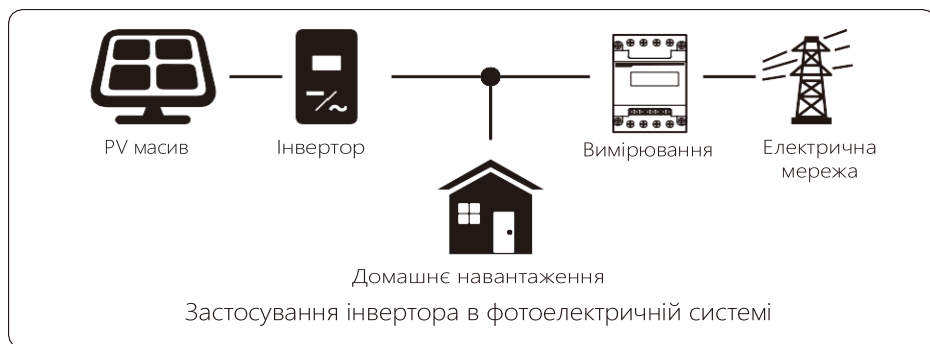 PV масив
Інвертор
Вимірювання
Електрична
мережа
Домашнє навантаження
Застосування інвертора в фотоелектричній системі